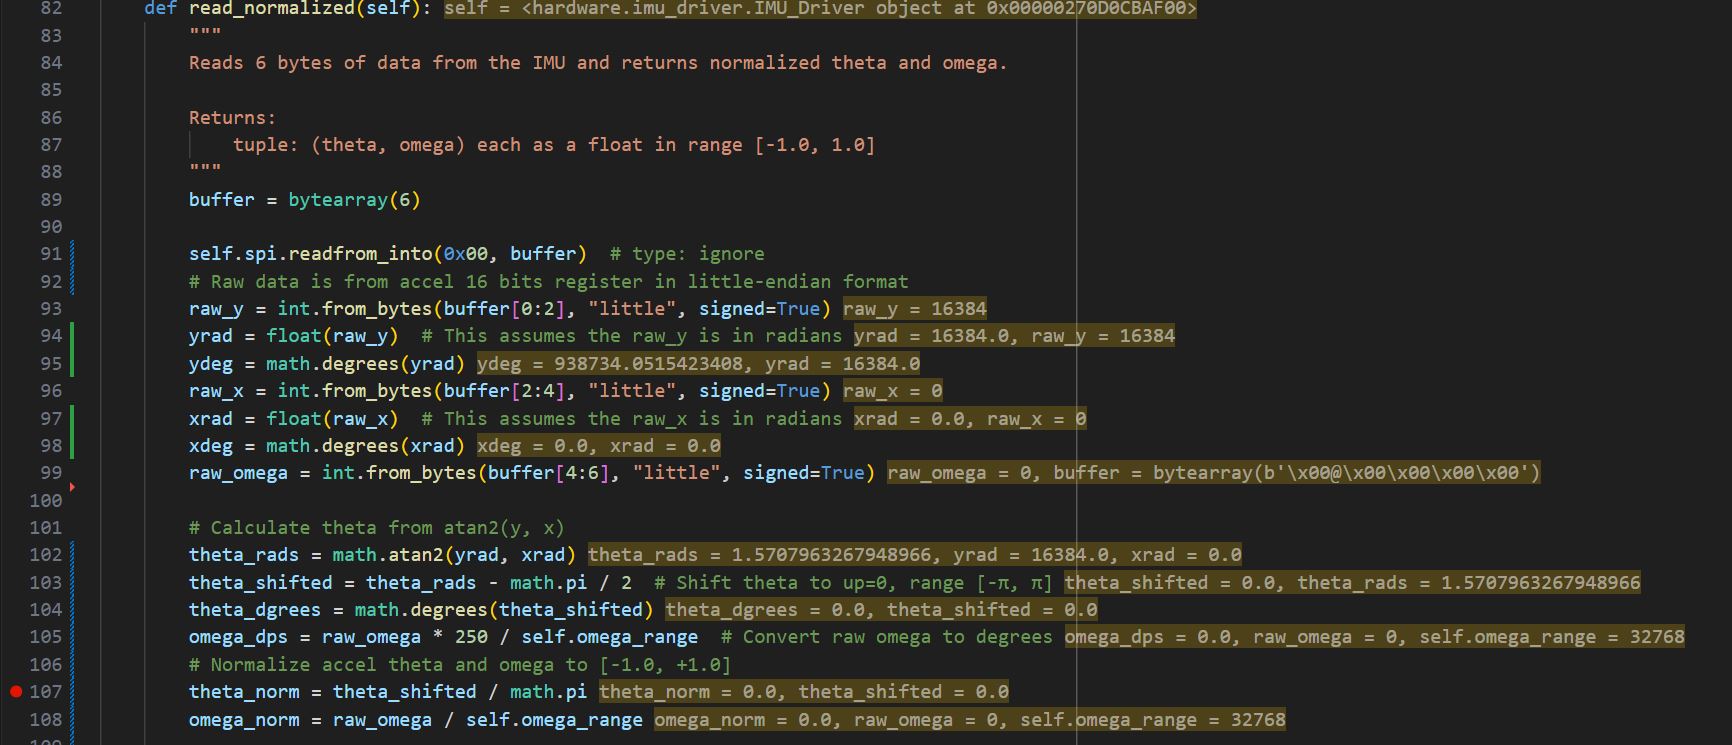 82 def read_normalized(self): self = <hardware.imu_driver.IMU_Driver object at 0x00000270D0CBAF00>
83 """
84 Reads 6 bytes of data from the IMU and returns normalized theta and omega.
85
86 Returns:
87 tuple: (theta, omega) each as a float in range [-1.0, 1.0]
88 """
89 buffer = bytearray(6)
90
91 self.spi.readfrom_into(0x00, buffer)  # type: ignore
92 # Raw data is from accel 16 bits register in little-endian format
93 raw_y = int.from_bytes(buffer[0:2], "little", signed=True) raw_y = 16384
94 yrad = float(raw_y)  # This assumes the raw_y is in radians yrad = 16384.0, raw_y = 16384
95 ydeg = math.degrees(yrad) ydeg = 938734.0515423408, yrad = 16384.0
96 raw_x = int.from_bytes(buffer[2:4], "little", signed=True) raw_x = 0
97 xrad = float(raw_x)  # This assumes the raw_x is in radians xrad = 0.0, raw_x = 0
98 xdeg = math.degrees(xrad) xdeg = 0.0, xrad = 0.0
99 raw_omega = int.from_bytes(buffer[4:6], "little", signed=True) raw_omega = 0, buffer = bytearray(b'\x00@\x00\x00\x00\x00')
100
101 # Calculate theta from atan2(y, x)
102 theta_rads = math.atan2(yrad, xrad) theta_rads = 1.5707963267948966, yrad = 16384.0, xrad = 0.0
103 theta_shifted = theta_rads - math.pi / 2  # Shift theta to up=0, range [-π, π] theta_shifted = 0.0, theta_rads = 1.5707963267948966
104 theta_dgrees = math.degrees(theta_shifted) theta_dgrees = 0.0, theta_shifted = 0.0
105 omega_dps = raw_omega * 250 / self.omega_range  # Convert raw omega to degrees omega_dps = 0.0, raw_omega = 0, self.omega_range = 32768
106 # Normalize accel theta and omega to [-1.0, +1.0]
107 theta_norm = theta_shifted / math.pi theta_norm = 0.0, theta_shifted = 0.0
108 omega_norm = raw_omega / self.omega_range omega_norm = 0.0, raw_omega = 0, self.omega_range = 32768